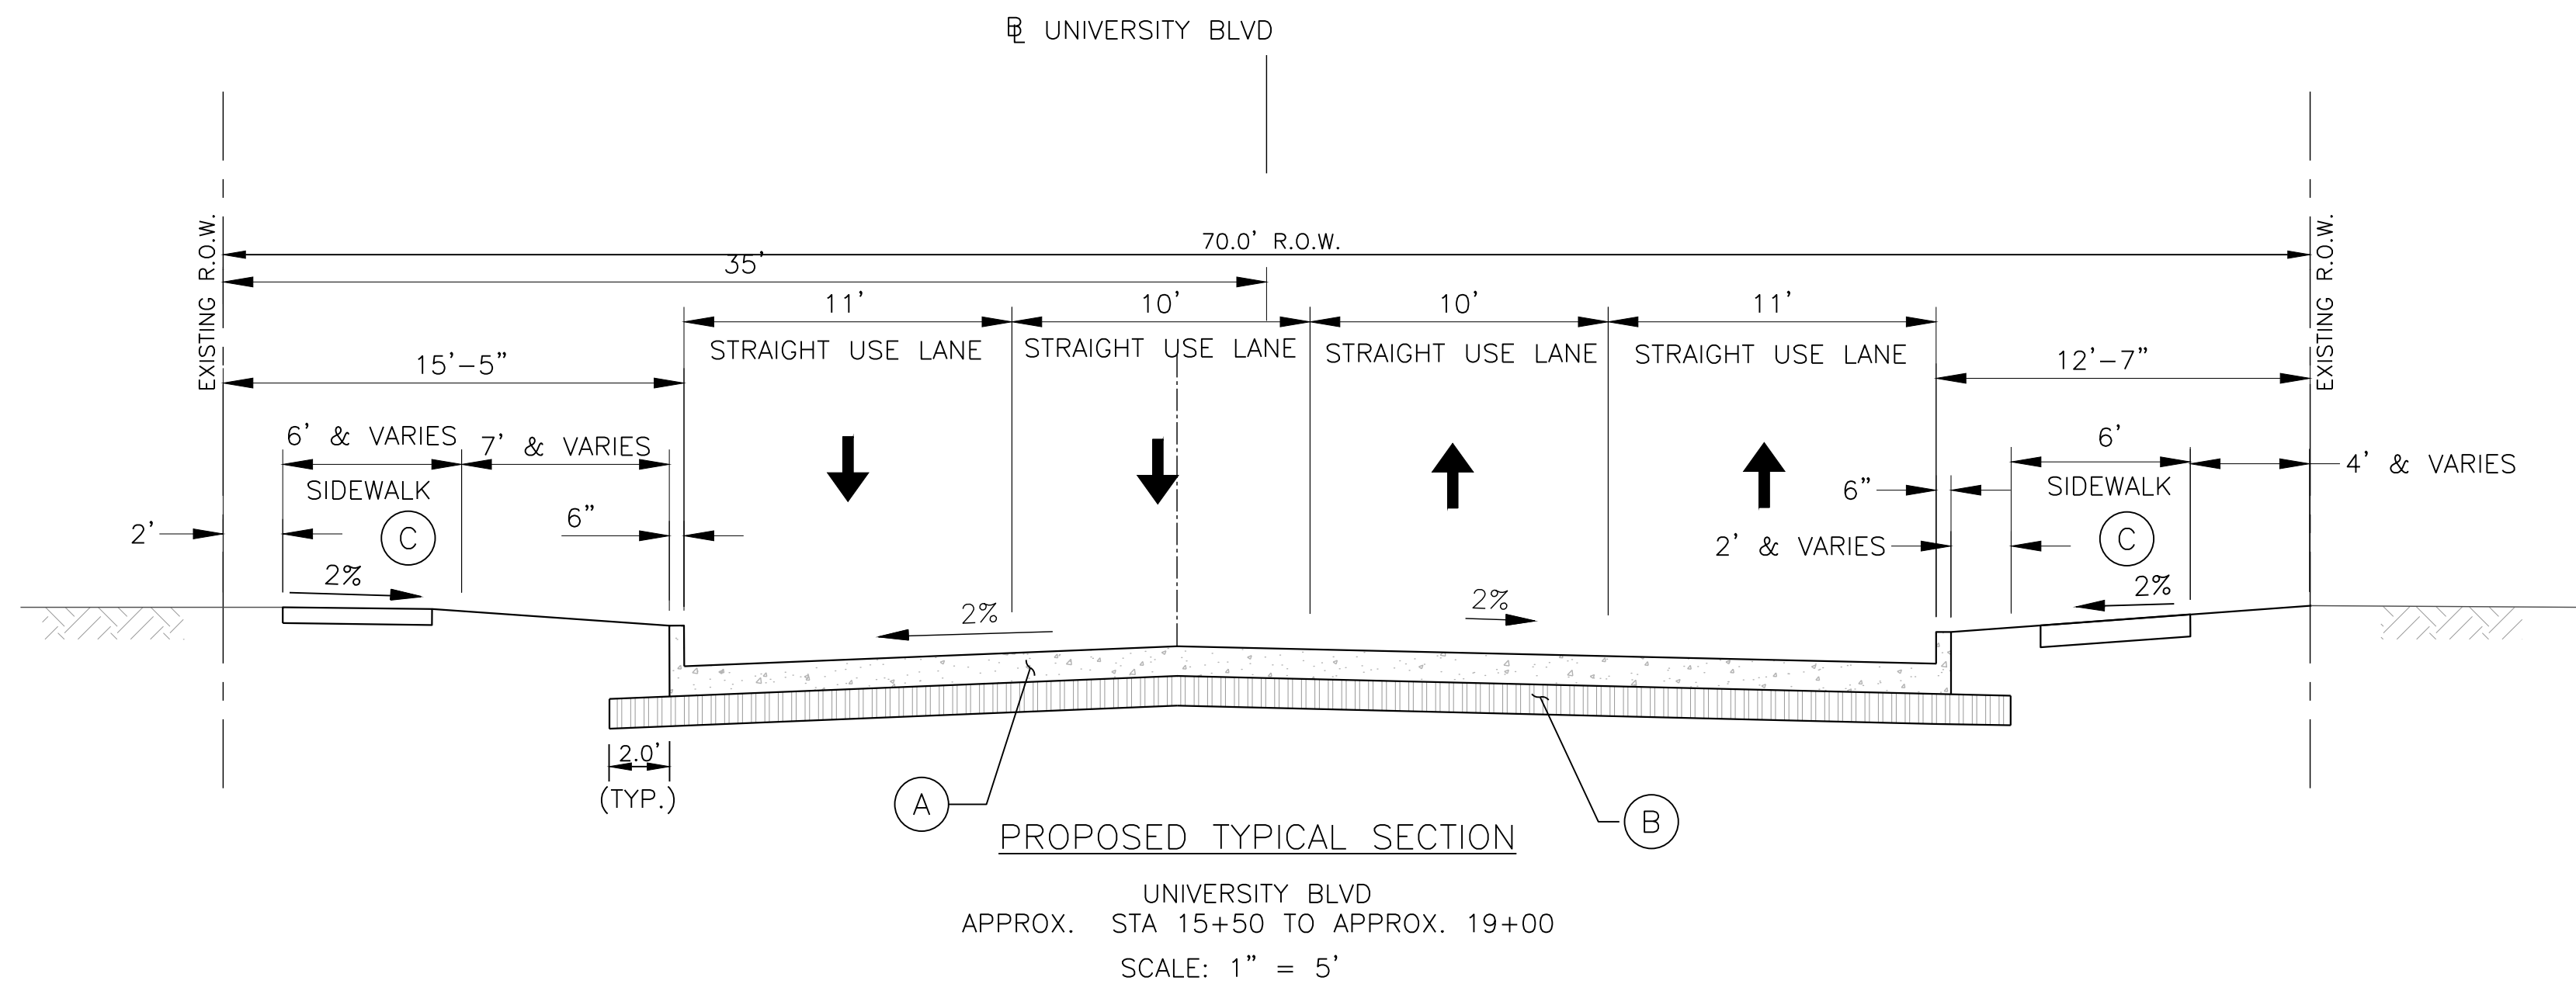 ℄ UNIVERSITY BLVD
EXISTING R.O.W.
EXISTING R.O.W.
70.0' R.O.W.
35'
11' 10' 10' 11'
STRAIGHT USE LANE STRAIGHT USE LANE STRAIGHT USE LANE STRAIGHT USE LANE
15'-5" 12'-7"
6' & VARIES 7' & VARIES 6' 4' & VARIES
SIDEWALK 6" SIDEWALK
2' C 6" 2' & VARIES C
2% 2% 2% 2%
2.0'
(TYP.)
A B
PROPOSED TYPICAL SECTION
UNIVERSITY BLVD
APPROX. STA 15+50 TO APPROX. 19+00
SCALE: 1" = 5'